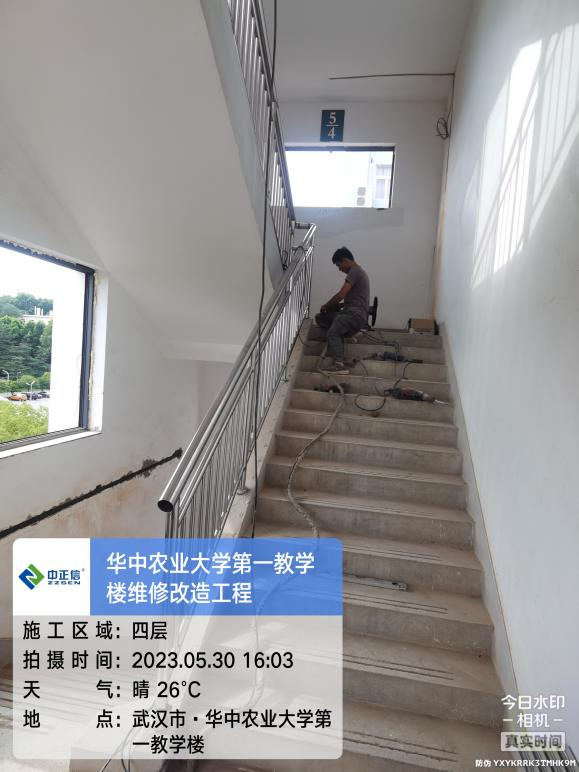 5
4
中正信®
ZZSEN
华中农业大学第一教学
楼维修改造工程
施工区域：四层
拍摄时间：2023.05.30 16:03
天气：晴 26°C
地点：武汉市·华中农业大学第
一教学楼
今日水印
-相机-
真实时间
防伪 YXYKRRK3TMHK9M